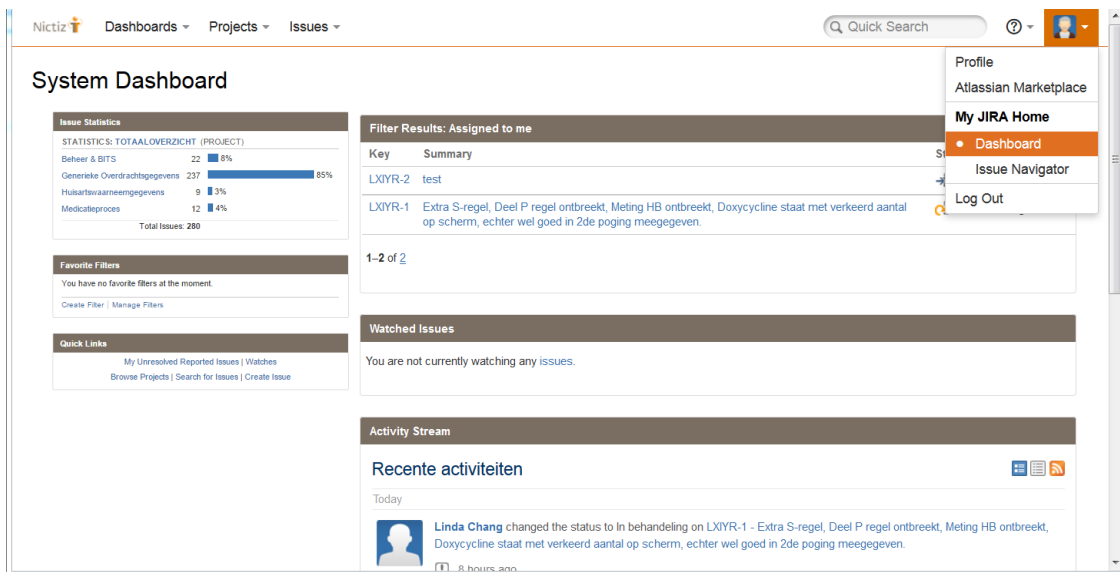 Nictiz Dashboards Projects Issues Quick Search
System Dashboard
Profile
Atlassian Marketplace
My JIRA Home
Dashboard
Issue Navigator
Log Out
Issue Statistics
STATISTICS: TOTAALOVERZICHT (PROJECT)
Beheer & BITS 22 8%
Generieke Overdrachtsgegevens 237 85%
Huisartswaarneemgegevens 9 3%
Medicatieproces 12 4%
Total Issues: 280
Favorite Filters
You have no favorite filters at the moment.
Create Filter | Manage Filters
Quick Links
My Unresolved Reported Issues | Watches
Browse Projects | Search for Issues | Create Issue
Filter Results: Assigned to me
Key Summary
LXIYR-2 test
LXIYR-1 Extra S-regel, Deel P regel ontbreekt, Meting HB ontbreekt, Doxycycline staat met verkeerd aantal
op scherm, echter wel goed in 2de poging meegegeven.
1–2 of 2
Watched Issues
You are not currently watching any issues.
Activity Stream
Recente activiteiten
Today
Linda Chang changed the status to In behandeling on LXIYR-1 - Extra S-regel, Deel P regel ontbreekt, Meting HB ontbreekt,
Doxycycline staat met verkeerd aantal op scherm, echter wel goed in 2de poging meegegeven.
8 hours ago